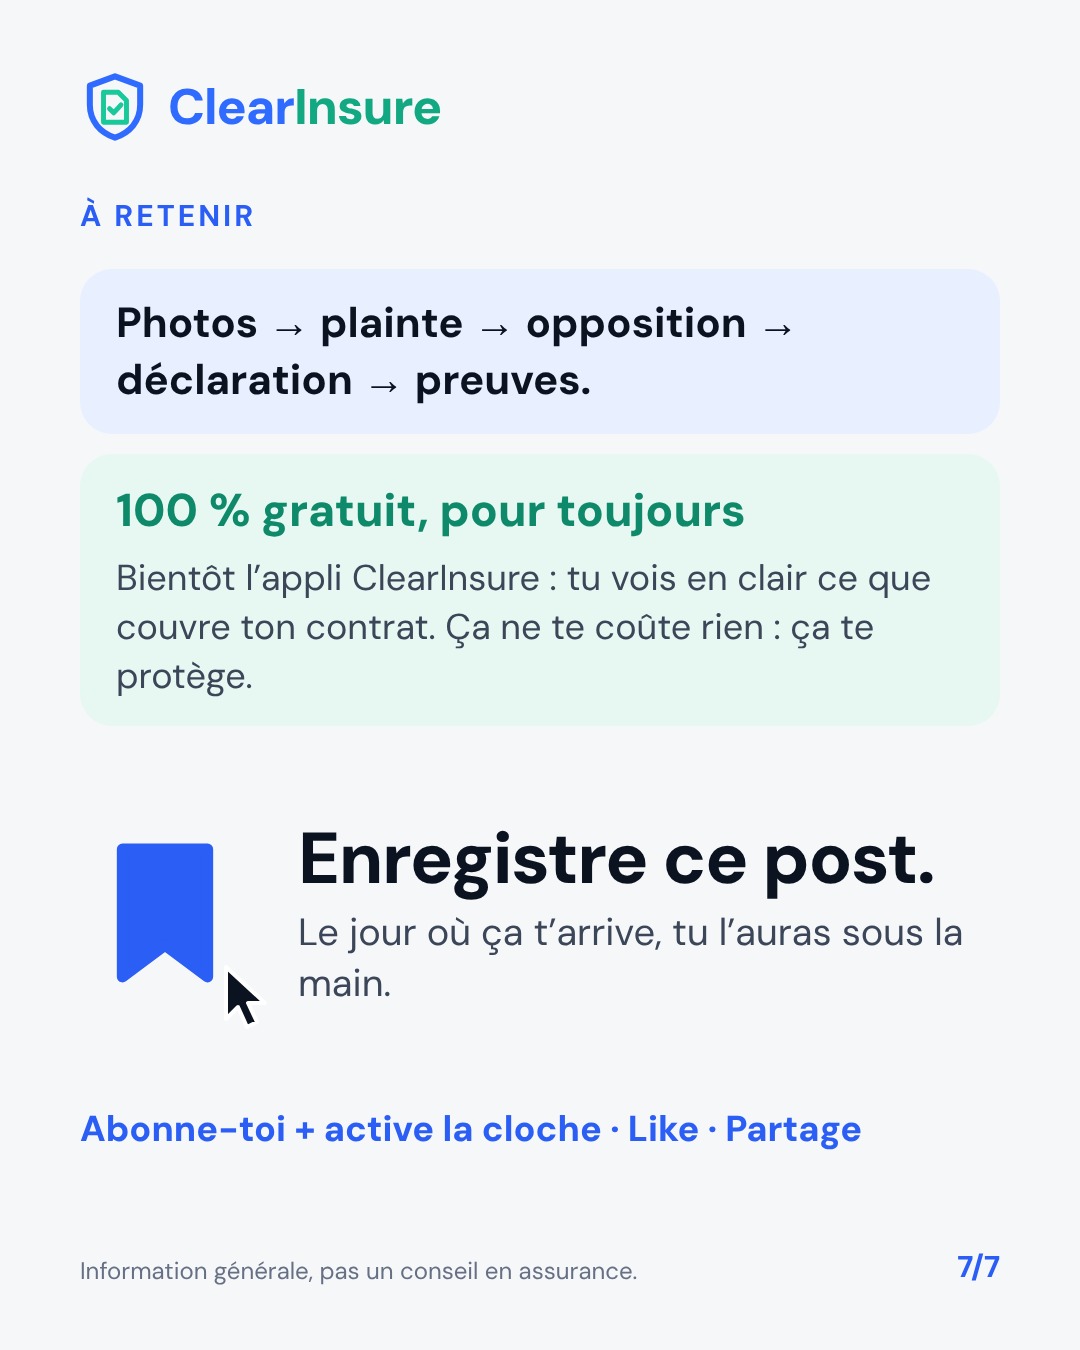 ClearInsure
À RETENIR
Photos → plainte → opposition →
déclaration → preuves.
100 % gratuit, pour toujours
Bientôt l’appli ClearInsure : tu vois en clair ce que
couvre ton contrat. Ça ne te coûte rien : ça te
protège.
Enregistre ce post.
Le jour où ça t’arrive, tu l’auras sous la
main.
Abonne-toi + active la cloche · Like · Partage
Information générale, pas un conseil en assurance.
7/7